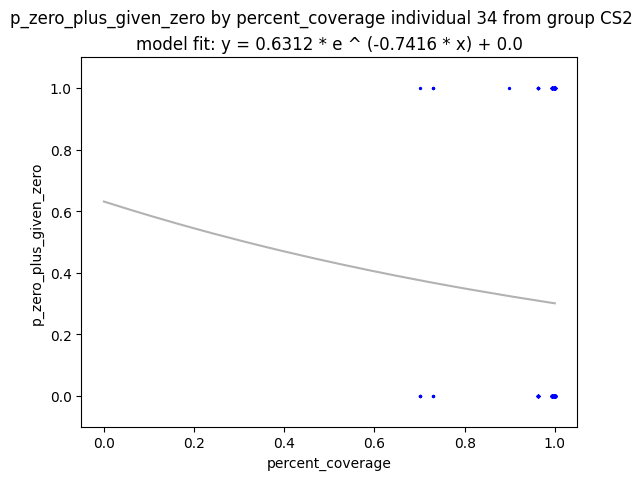 p_zero_plus_given_zero by percent_coverage individual 34 from group CS2
model fit: y = 0.6312 * e ^ (-0.7416 * x) + 0.0
1.0
0.8
0.6
0.4
0.2
0.0
p_zero_plus_given_zero
0.0 0.2 0.4 0.6 0.8 1.0
percent_coverage